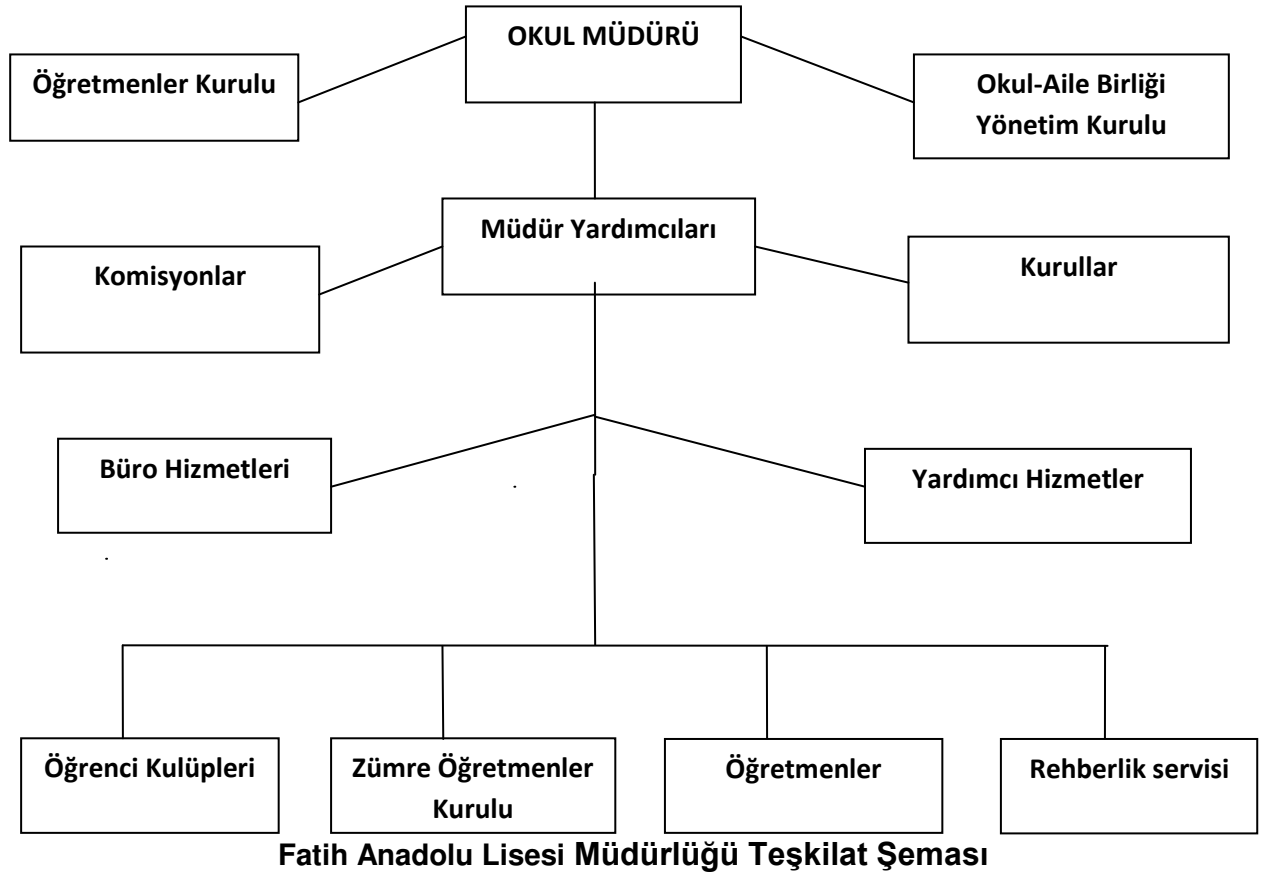 OKUL MÜDÜRÜ
Öğretmenler Kurulu
Okul-Aile Birliği
Yönetim Kurulu
Müdür Yardımcıları
Komisyonlar
Kurullar
Büro Hizmetleri
Yardımcı Hizmetler
Öğrenci Kulüpleri
Zümre Öğretmenler
Kurulu
Öğretmenler
Rehberlik servisi
Fatih Anadolu Lisesi Müdürlüğü Teşkilat Şeması